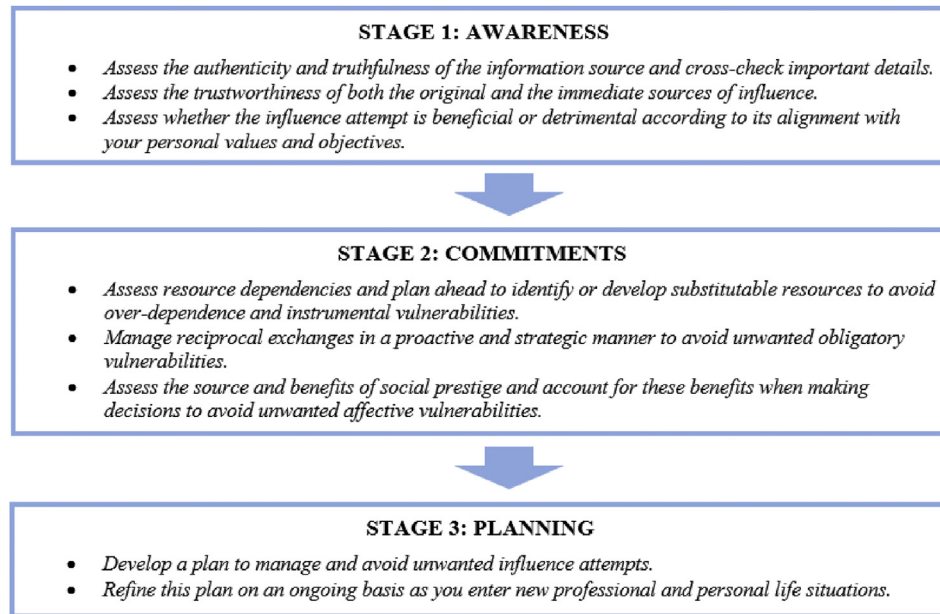 STAGE 1: AWARENESS
• Assess the authenticity and truthfulness of the information source and cross-check important details.
• Assess the trustworthiness of both the original and the immediate sources of influence.
• Assess whether the influence attempt is beneficial or detrimental according to its alignment with
your personal values and objectives.
STAGE 2: COMMITMENTS
• Assess resource dependencies and plan ahead to identify or develop substitutable resources to avoid
over-dependence and instrumental vulnerabilities.
• Manage reciprocal exchanges in a proactive and strategic manner to avoid unwanted obligatory
vulnerabilities.
• Assess the source and benefits of social prestige and account for these benefits when making
decisions to avoid unwanted affective vulnerabilities.
STAGE 3: PLANNING
• Develop a plan to manage and avoid unwanted influence attempts.
• Refine this plan on an ongoing basis as you enter new professional and personal life situations.